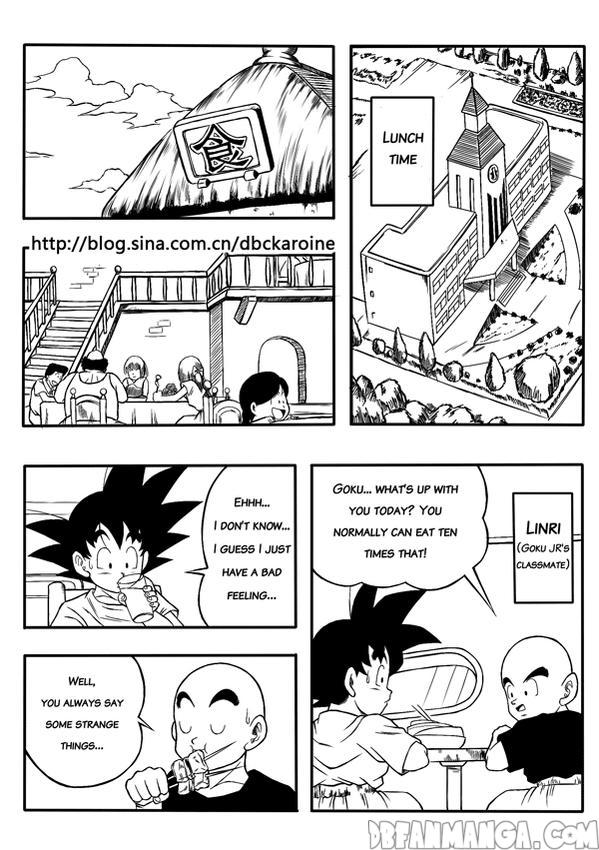 LUNCH
TIME
食
http://blog.sina.com.cn/dbckaroine
GOKU... WHAT'S UP WITH
YOU TODAY? YOU
NORMALLY CAN EAT TEN
TIMES THAT!
LINRI
(GOKU JR'S
CLASSMATE)
EHHH...
I DON'T KNOW...
I GUESS I JUST
HAVE A BAD
FEELING...
WELL,
YOU ALWAYS SAY
SOME STRANGE
THINGS...
DBFANMANGA.COM